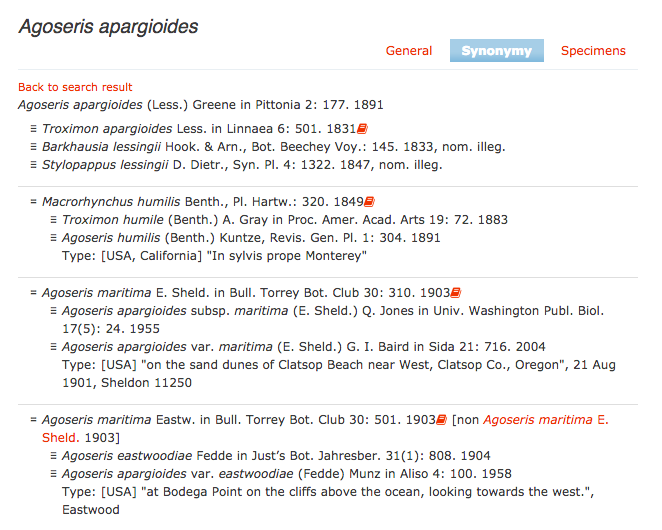 Agoseris apargioides
General Synonymy Specimens
Back to search result
Agoseris apargioides (Less.) Greene in Pittonia 2: 177. 1891
≡ Troximon apargioides Less. in Linnaea 6: 501. 1831
≡ Barkhausia lessingii Hook. & Arn., Bot. Beechey Voy.: 145. 1833, nom. illeg.
≡ Stylopappus lessingii D. Dietr., Syn. Pl. 4: 1322. 1847, nom. illeg.
= Macrorhynchus humilis Benth., Pl. Hartw.: 320. 1849
≡ Troximon humile (Benth.) A. Gray in Proc. Amer. Acad. Arts 19: 72. 1883
≡ Agoseris humilis (Benth.) Kuntze, Revis. Gen. Pl. 1: 304. 1891
Type: [USA, California] "In sylvis prope Monterey"
= Agoseris maritima E. Sheld. in Bull. Torrey Bot. Club 30: 310. 1903
≡ Agoseris apargioides subsp. maritima (E. Sheld.) Q. Jones in Univ. Washington Publ. Biol.
17(5): 24. 1955
≡ Agoseris apargioides var. maritima (E. Sheld.) G. I. Baird in Sida 21: 716. 2004
Type: [USA] "on the sand dunes of Clatsop Beach near West, Clatsop Co., Oregon", 21 Aug
1901, Sheldon 11250
= Agoseris maritima Eastw. in Bull. Torrey Bot. Club 30: 501. 1903 [non Agoseris maritima E.
Sheld. 1903]
≡ Agoseris eastwoodiae Fedde in Just's Bot. Jahresber. 31(1): 808. 1904
≡ Agoseris apargioides var. eastwoodiae (Fedde) Munz in Aliso 4: 100. 1958
Type: [USA] "at Bodega Point on the cliffs above the ocean, looking towards the west.",
Eastwood